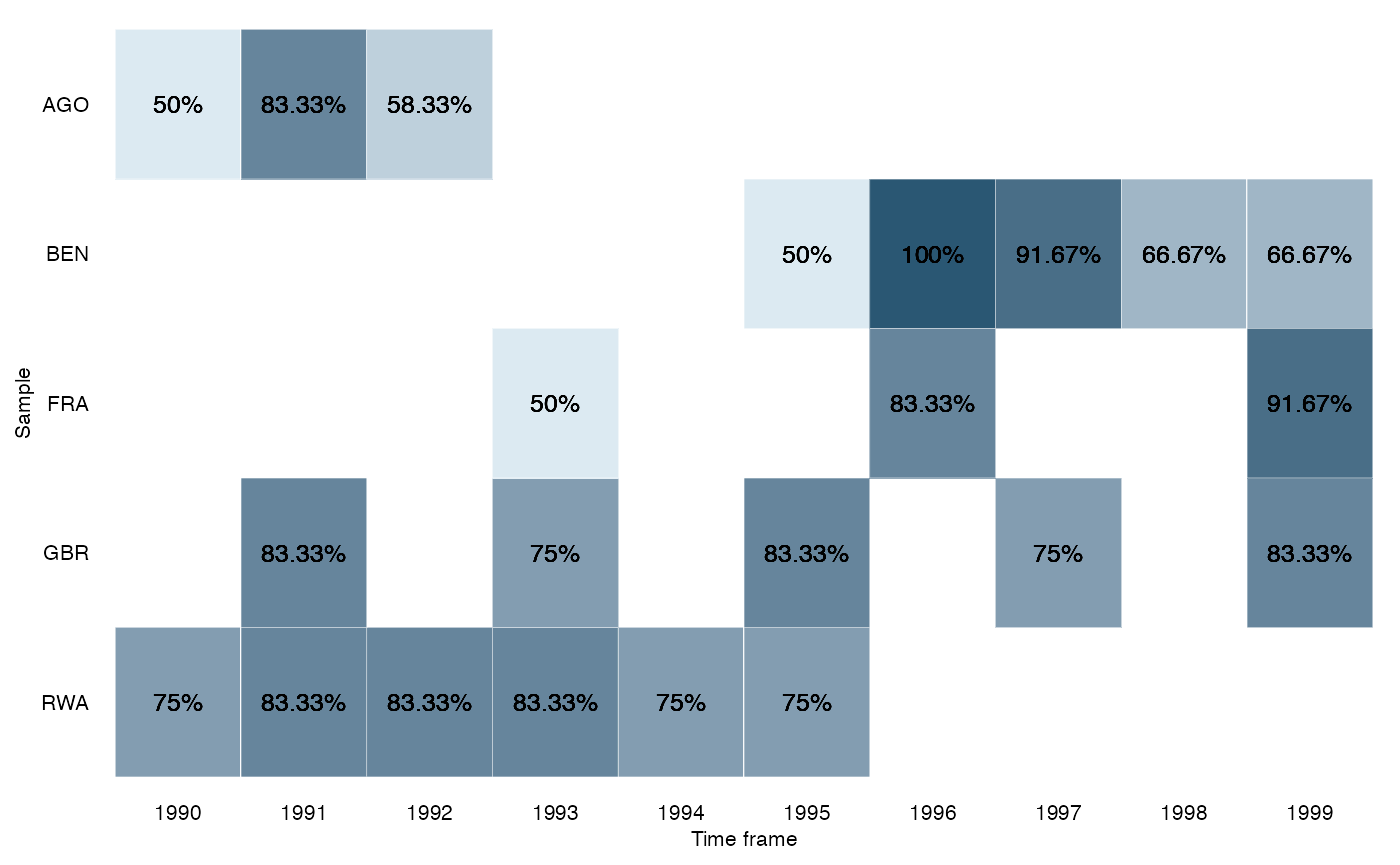 AGO 50% 83.33% 58.33%
BEN 50% 100% 91.67% 66.67% 66.67%
Sample
FRA 50% 83.33% 91.67%
GBR 83.33% 75% 83.33% 75% 83.33%
RWA 75% 83.33% 83.33% 83.33% 75% 75%
1990 1991 1992 1993 1994 1995 1996 1997 1998 1999
Time frame